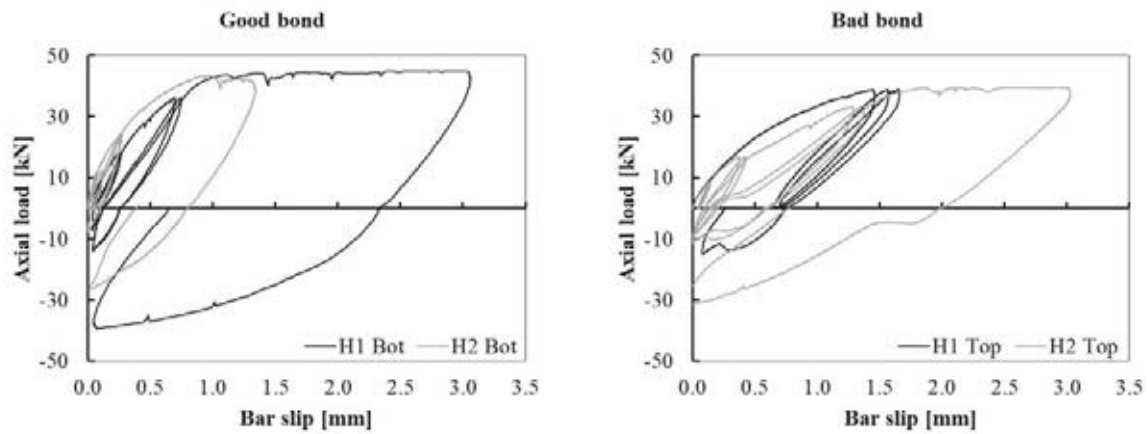 Good bond
50
30
10
-10
-30
-50
Axial load [kN]
H1 Bot H2 Bot
0.0 0.5 1.0 1.5 2.0 2.5 3.0 3.5
Bar slip [mm]
Bad bond
50
30
10
-10
-30
-50
Axial load [kN]
H1 Top H2 Top
0.0 0.5 1.0 1.5 2.0 2.5 3.0 3.5
Bar slip [mm]